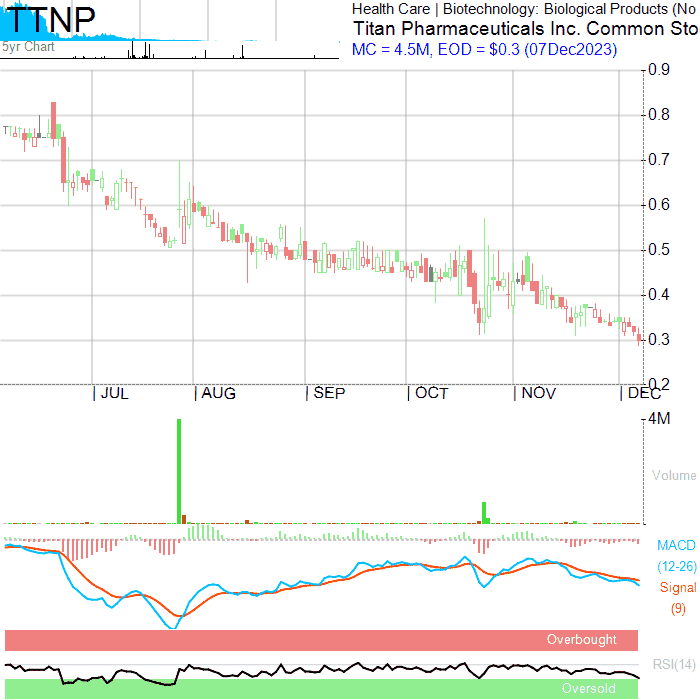 TTNP
Health Care | Biotechnology: Biological Products (No
Titan Pharmaceuticals Inc. Common Sto
MC = 4.5M, EOD = $0.3 (07Dec2023)
5yr Chart
0.9
0.8
0.7
0.6
0.5
0.4
0.3
0.2
JUL AUG SEP OCT NOV DEC
4M
Volume
MACD
(12-26)
Signal
(9)
Overbought
RSI(14)
Oversold